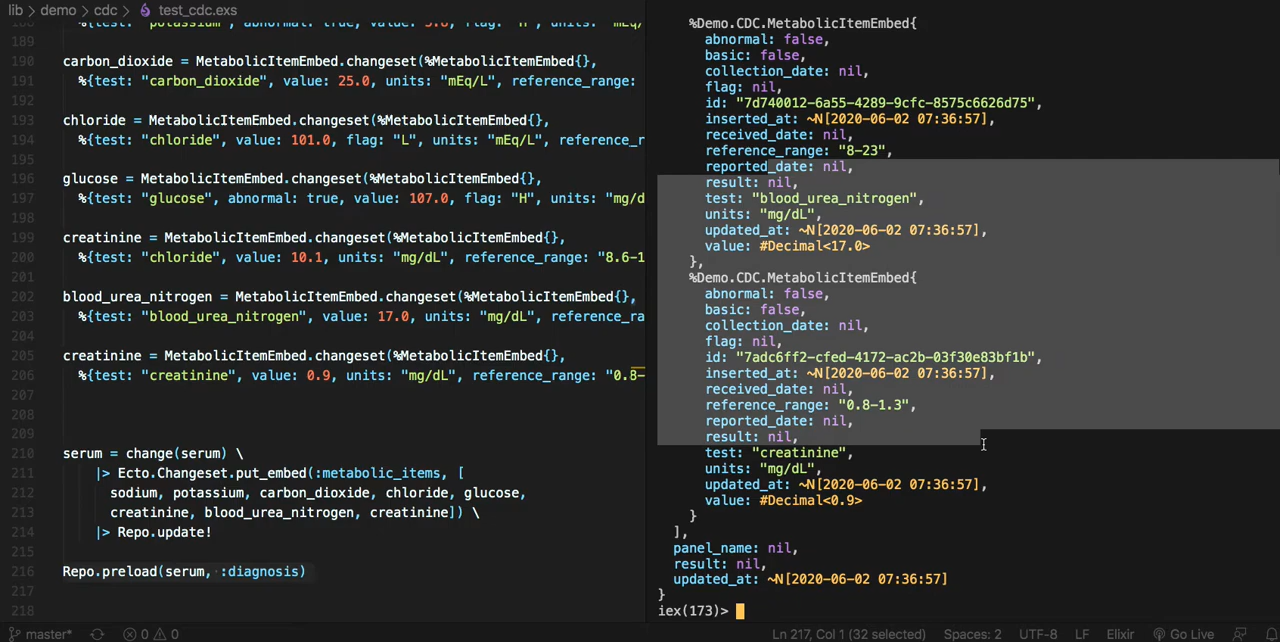 lib > demo > cdc > test_cdc.exs
189
190 carbon_dioxide = MetabolicItemEmbed.changeset(%MetabolicItemEmbed{},
191 %{test: "carbon_dioxide", value: 25.0, units: "mEq/L", reference_range:
192
193 chloride = MetabolicItemEmbed.changeset(%MetabolicItemEmbed{},
194 %{test: "chloride", value: 101.0, flag: "L", units: "mEq/L", reference_r
195
196 glucose = MetabolicItemEmbed.changeset(%MetabolicItemEmbed{},
197 %{test: "glucose", abnormal: true, value: 107.0, flag: "H", units: "mg/d
198
199 creatinine = MetabolicItemEmbed.changeset(%MetabolicItemEmbed{},
200 %{test: "chloride", value: 10.1, units: "mg/dL", reference_range: "8.6-1
201
202 blood_urea_nitrogen = MetabolicItemEmbed.changeset(%MetabolicItemEmbed{},
203 %{test: "blood_urea_nitrogen", value: 17.0, units: "mg/dL", reference_ra
204
205 creatinine = MetabolicItemEmbed.changeset(%MetabolicItemEmbed{},
206 %{test: "creatinine", value: 0.9, units: "mg/dL", reference_range: "0.8-
207
208
209
210 serum = change(serum) \
211 |> Ecto.Changeset.put_embed(:metabolic_items, [
212 sodium, potassium, carbon_dioxide, chloride, glucose,
213 creatinine, blood_urea_nitrogen, creatinine]) \
214 |> Repo.update!
215
216 Repo.preload(serum, :diagnosis)
217
218
%Demo.CDC.MetabolicItemEmbed{
abnormal: false,
basic: false,
collection_date: nil,
flag: nil,
id: "7d740012-6a55-4289-9cfc-8575c6626d75",
inserted_at: ~N[2020-06-02 07:36:57],
received_date: nil,
reference_range: "8-23",
reported_date: nil,
result: nil,
test: "blood_urea_nitrogen",
units: "mg/dL",
updated_at: ~N[2020-06-02 07:36:57],
value: #Decimal<17.0>
},
%Demo.CDC.MetabolicItemEmbed{
abnormal: false,
basic: false,
collection_date: nil,
flag: nil,
id: "7adc6ff2-cfed-4172-ac2b-03f30e83bf1b",
inserted_at: ~N[2020-06-02 07:36:57],
received_date: nil,
reference_range: "0.8-1.3",
reported_date: nil,
result: nil,
test: "creatinine",
units: "mg/dL",
updated_at: ~N[2020-06-02 07:36:57],
value: #Decimal<0.9>
}
],
panel_name: nil,
result: nil,
updated_at: ~N[2020-06-02 07:36:57]
}
iex(173)>
master* 0 0 Ln 217, Col 1 (32 selected) Spaces: 2 UTF-8 LF Elixir Go Live